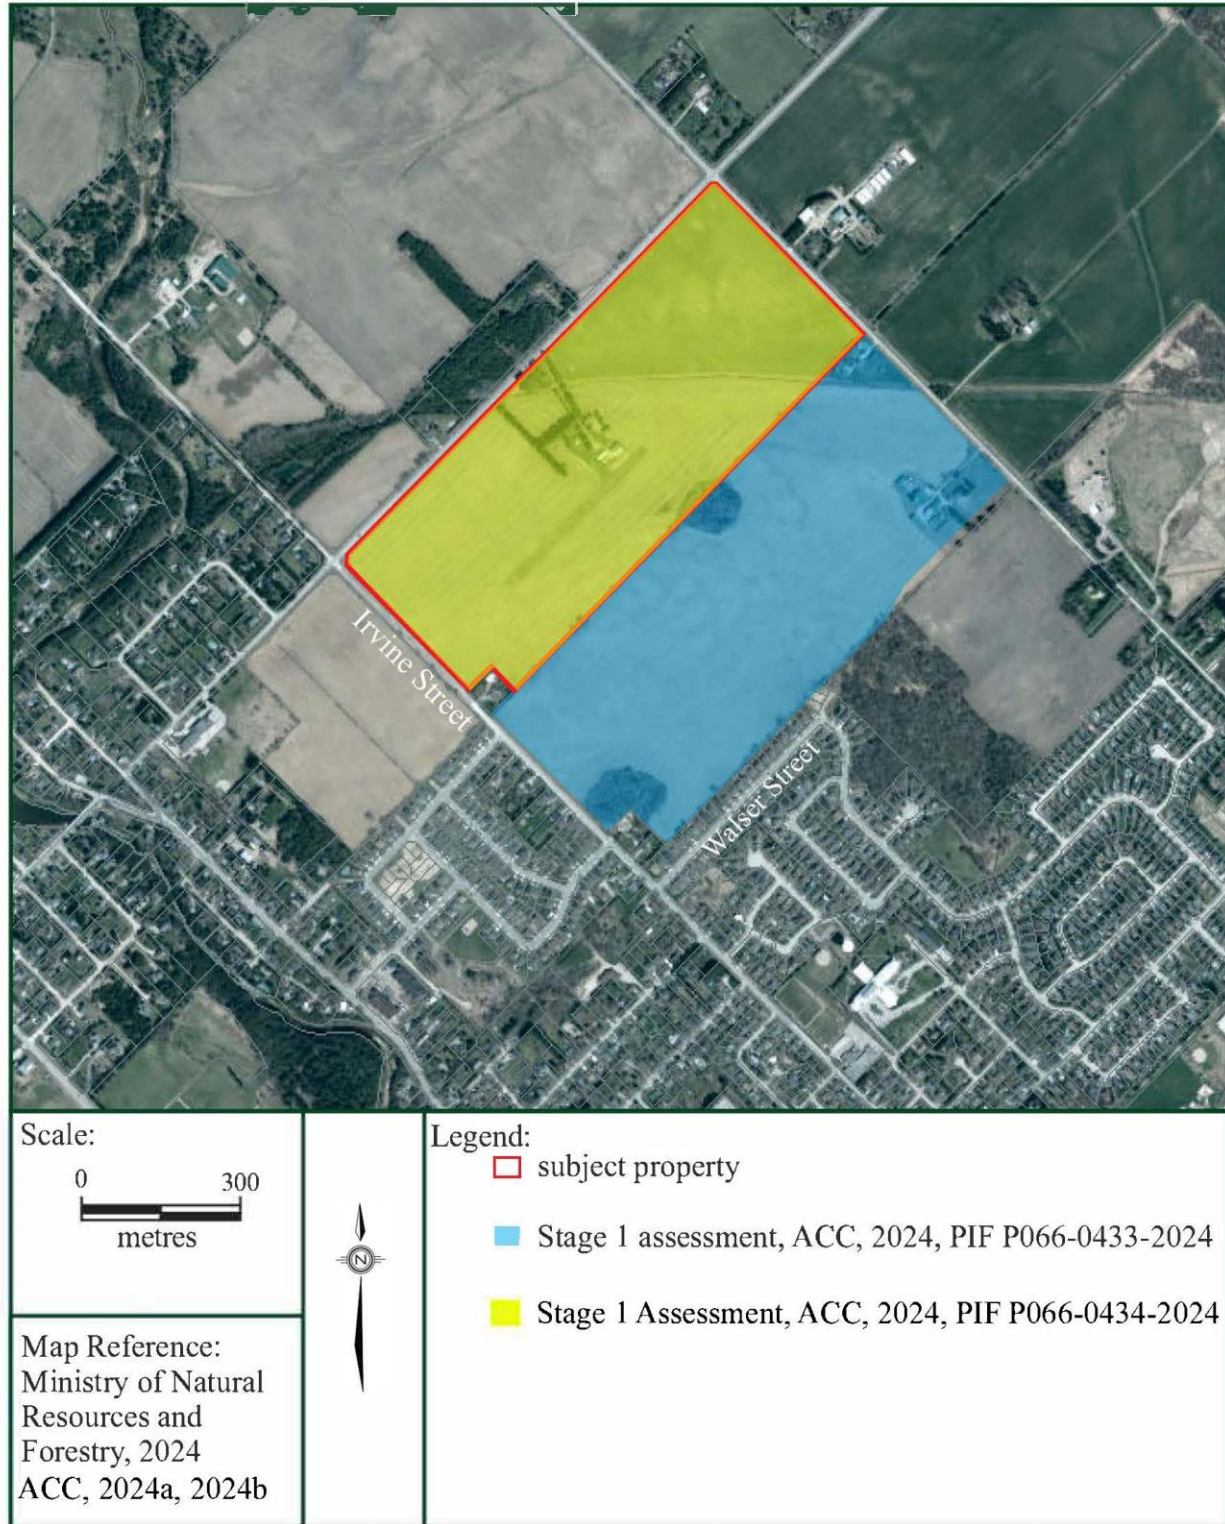 Irvine Street
Walser Street
Scale:
0 300
metres
Map Reference:
Ministry of Natural
Resources and
Forestry, 2024
ACC, 2024a, 2024b
N
Legend:
subject property
Stage 1 assessment, ACC, 2024, PIF P066-0433-2024
Stage 1 Assessment, ACC, 2024, PIF P066-0434-2024